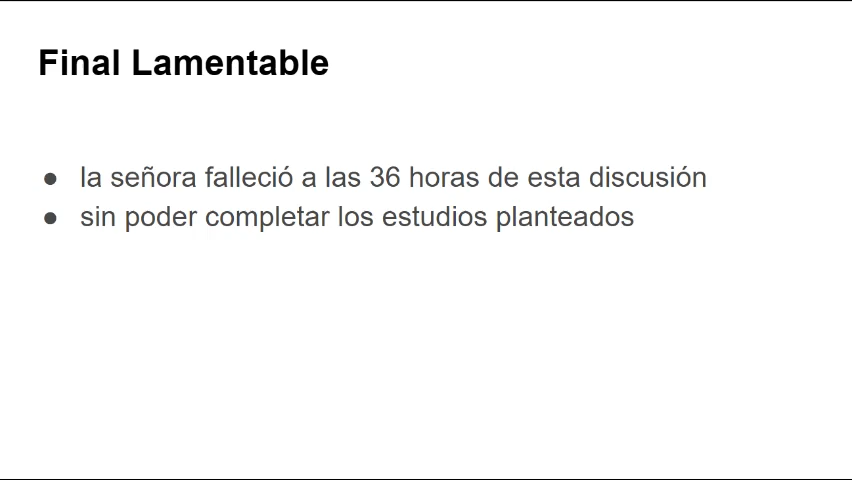 Final Lamentable
● la señora falleció a las 36 horas de esta discusión
● sin poder completar los estudios planteados